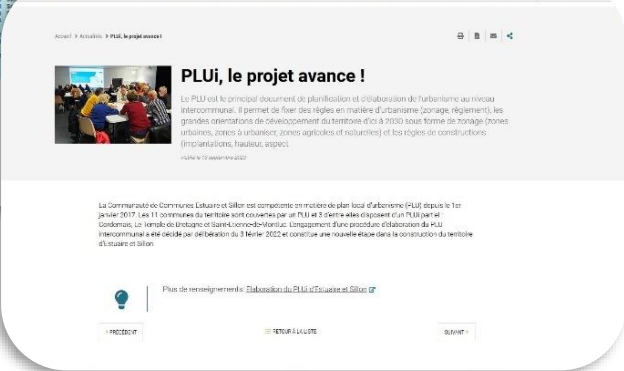 Accueil > Actualités > PLUi, le projet avance !
PLUi, le projet avance !
Le PLUi est le principal document de planification et d'élaboration de l'urbanisme au niveau
intercommunal. Il permet de fixer des règles en matière d'urbanisme (zonage, règlement), les
grandes orientations de développement du territoire d'ici à 2030 sous forme de zonage (zones
urbaines, zones à urbaniser, zones agricoles et naturelles) et les règles de constructions
(implantations, hauteur, aspect.
Publié le septembre 2022
La Communauté de Communes Estuaire et Sillon est compétente en matière de plan local d'urbanisme (PLU) depuis le 1er
janvier 2017. Les 11 communes du territoire sont couvertes par un PLU et 3 d'entre elles disposent d'un PLUi partiel :
Cordemais, Le Temple de Bretagne et Saint-Etienne-de-Montluc. L'engagement d'une procédure d'élaboration du PLU
intercommunal a été décidé par délibération du 3 février 2022 et constitue une nouvelle étape dans la construction du territoire
d'Estuaire et Sillon
Plus de renseignements: Elaboration du PLUi d'Estuaire et Sillon
< PRÉCÉDENT
RETOUR À LA LISTE
SUIVANT >